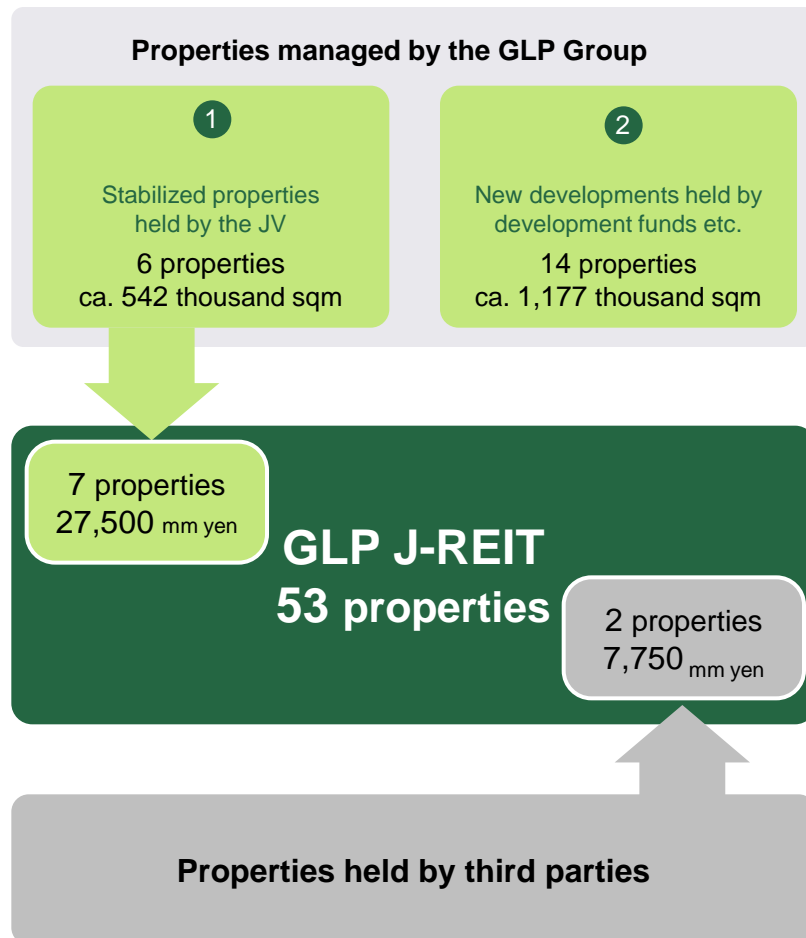 Properties managed by the GLP Group
1
Stabilized properties
held by the JV
6 properties
ca. 542 thousand sqm
2
New developments held by
development funds etc.
14 properties
ca. 1,177 thousand sqm
7 properties
27,500 mm yen
GLP J-REIT
53 properties
2 properties
7,750 mm yen
Properties held by third parties